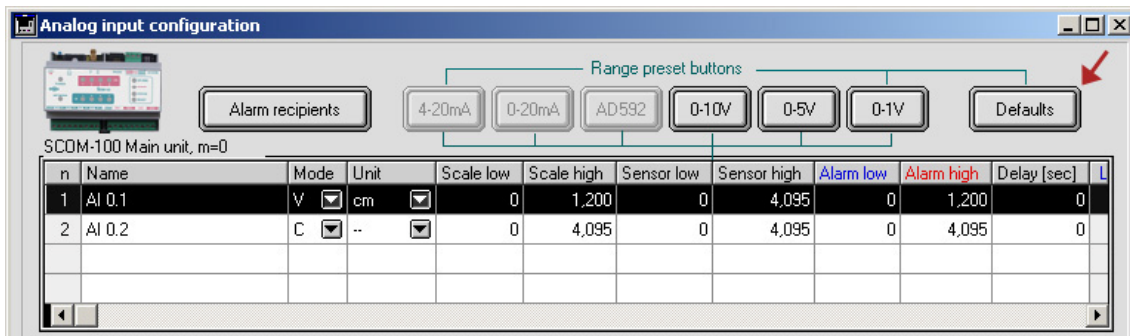 Analog input configuration
Range preset buttons
Alarm recipients 4-20mA 0-20mA AD592 0-10V 0-5V 0-1V Defaults
SCOM-100 Main unit, m=0
n Name Mode Unit Scale low Scale high Sensor low Sensor high Alarm low Alarm high Delay [sec] L
1 AI 0.1 V cm 0 1,200 0 4,095 0 1,200 0
2 AI 0.2 C -- 0 4,095 0 4,095 0 4,095 0